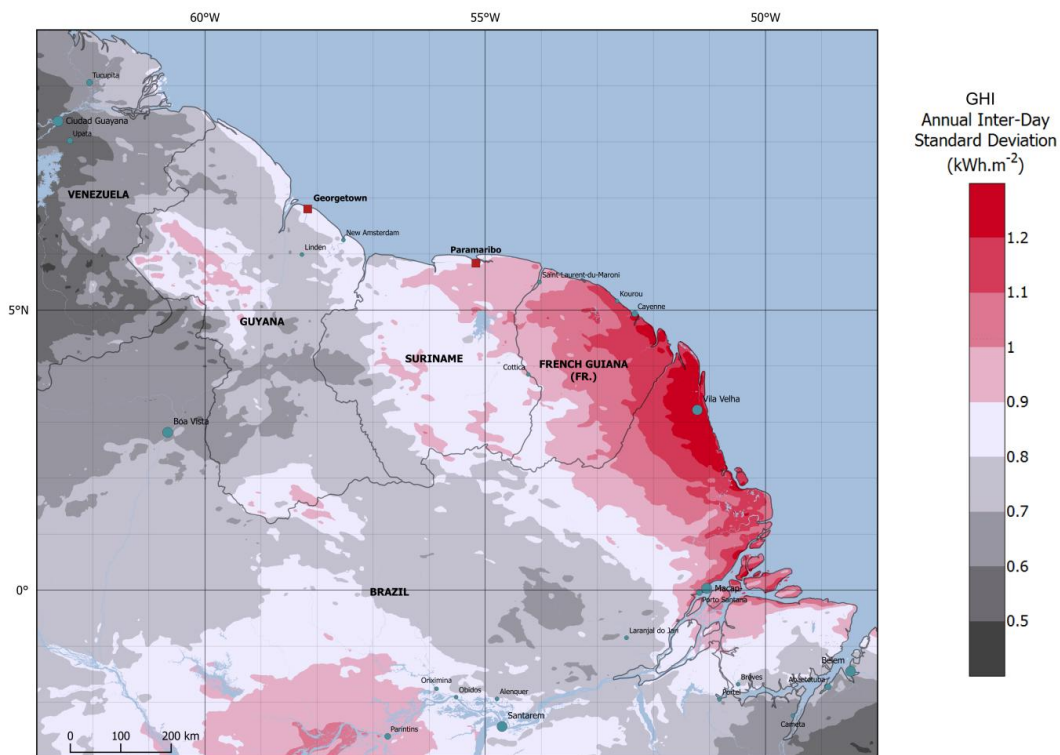 60°W
55°W
50°W
Tucupita
Ciudad Guayana
Upata
VENEZUELA
Georgetown
New Amsterdam
Linden
Paramaribo
Saint-Laurent-du-Maroni
Kourou
Cayenne
5°N
GUYANA
SURINAME
Cottica
FRENCH GUIANA
(FR.)
Vila Velha
Boa Vista
0°
BRAZIL
Macap
Porto Santana
Laranjal do Jari
Oriximina
Obidos
Alenquer
Santarem
Parintins
Breves
Portel
Belem
Abaetetuba
Cameta
0 100 200 km
GHI
Annual Inter-Day
Standard Deviation
(kWh.m⁻²)
1.2
1.1
1
0.9
0.8
0.7
0.6
0.5